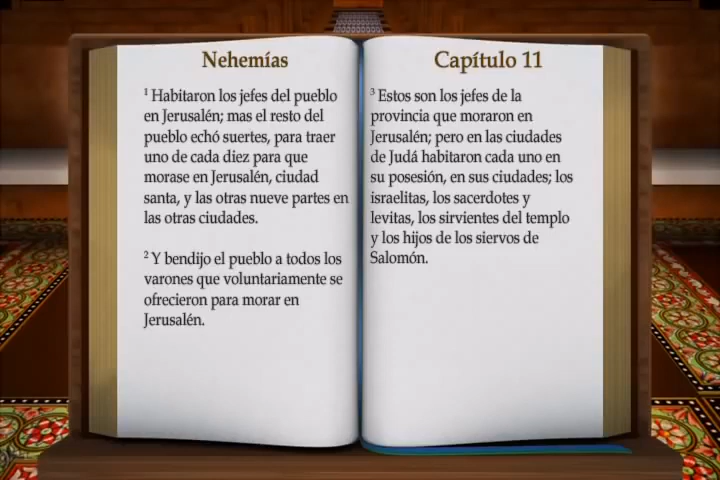 Nehemías
¹ Habitaron los jefes del pueblo
en Jerusalén; mas el resto del
pueblo echó suertes, para traer
uno de cada diez para que
morase en Jerusalén, ciudad
santa, y las otras nueve partes en
las otras ciudades.
² Y bendijo el pueblo a todos los
varones que voluntariamente se
ofrecieron para morar en
Jerusalén.
Capítulo 11
³ Estos son los jefes de la
provincia que moraron en
Jerusalén; pero en las ciudades
de Judá habitaron cada uno en
su posesión, en sus ciudades; los
israelitas, los sacerdotes y
levitas, los sirvientes del templo
y los hijos de los siervos de
Salomón.